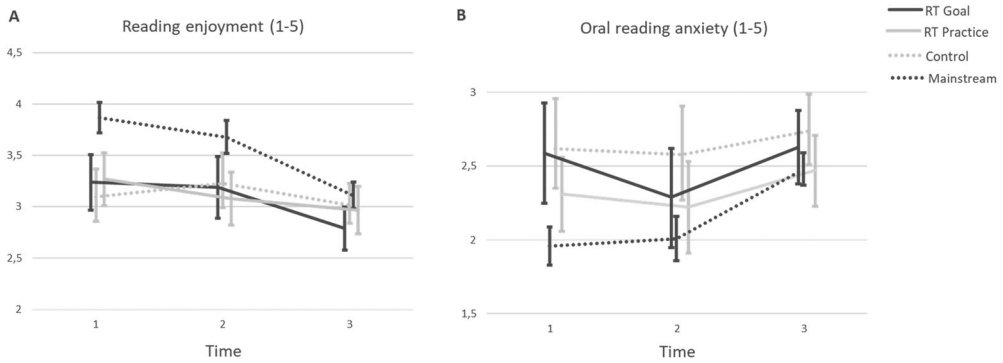 A
Reading enjoyment (1-5)
4,5
4
3,5
3
2,5
2
1
2
3
Time
B
Oral reading anxiety (1-5)
3
2,5
2
1,5
1
2
3
Time
RT Goal
RT Practice
Control
Mainstream